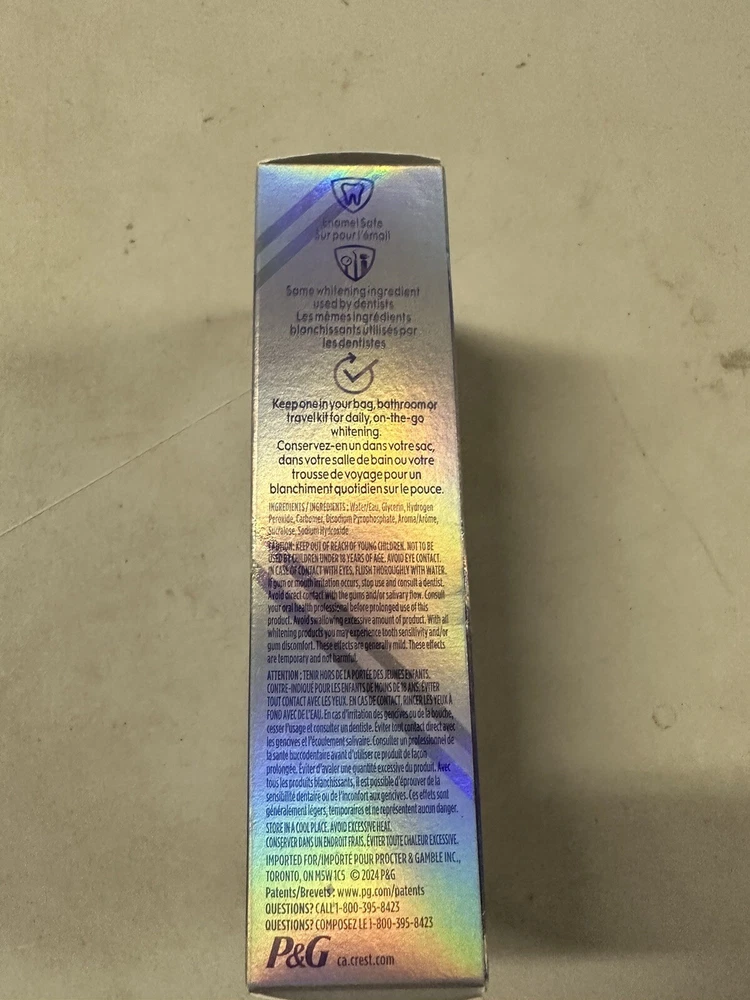 Enamel Safe
Sûr pour l'émail
Same whitening ingredient
used by dentists
Les mêmes ingrédients
blanchissants utilisés par
les dentistes
Keep one in your bag, bathroom or
travel kit for daily, on-the-go
whitening.
Conservez-en un dans votre sac,
dans votre salle de bain ou votre
trousse de voyage pour un
blanchiment quotidien sur le pouce.
INGREDIENTS / INGRÉDIENTS : Water/Eau, Glycerin, Hydrogen
Peroxide, Carbomer, Disodium Pyrophosphate, Aroma/Arôme,
Sucralose, Sodium Hydroxide
CAUTION: KEEP OUT OF REACH OF YOUNG CHILDREN. NOT TO BE
USED BY CHILDREN UNDER 18 YEARS OF AGE. AVOID EYE CONTACT.
IN CASE OF CONTACT WITH EYES, FLUSH THOROUGHLY WITH WATER.
If gum or mouth irritation occurs, stop use and consult a dentist.
Avoid direct contact with the gums and/or salivary flow. Consult
your oral health professional before prolonged use of this
product. Avoid swallowing excessive amount of product. With all
whitening products you may experience tooth sensitivity and/or
gum discomfort. These effects are generally mild. These effects
are temporary and not harmful.
ATTENTION : TENIR HORS DE LA PORTÉE DES JEUNES ENFANTS.
CONTRE-INDIQUÉ POUR LES ENFANTS DE MOINS DE 18 ANS. ÉVITER
TOUT CONTACT AVEC LES YEUX. EN CAS DE CONTACT, RINCER LES YEUX À
FOND AVEC DE L'EAU. En cas d'irritation des gencives ou de la bouche,
cesser l'usage et consulter un dentiste. Éviter tout contact direct avec
les gencives et l'écoulement salivaire. Consulter un professionnel de
la santé buccodentaire avant d'utiliser ce produit de façon
prolongée. Éviter d'avaler une quantité excessive du produit. Avec
tous les produits blanchissants, il est possible d'éprouver de la
sensibilité dentaire ou de l'inconfort aux gencives. Ces effets sont
généralement légers, temporaires et ne représentent aucun danger.
STORE IN A COOL PLACE. AVOID EXCESSIVE HEAT.
CONSERVER DANS UN ENDROIT FRAIS. ÉVITER TOUTE CHALEUR EXCESSIVE.
IMPORTED FOR/IMPORTÉ POUR PROCTER & GAMBLE INC.,
TORONTO, ON M5W 1C5 © 2024 P&G
Patents/Brevets : www.pg.com/patents
QUESTIONS? CALL 1-800-395-8423
QUESTIONS? COMPOSEZ LE 1-800-395-8423
P&G ca.crest.com